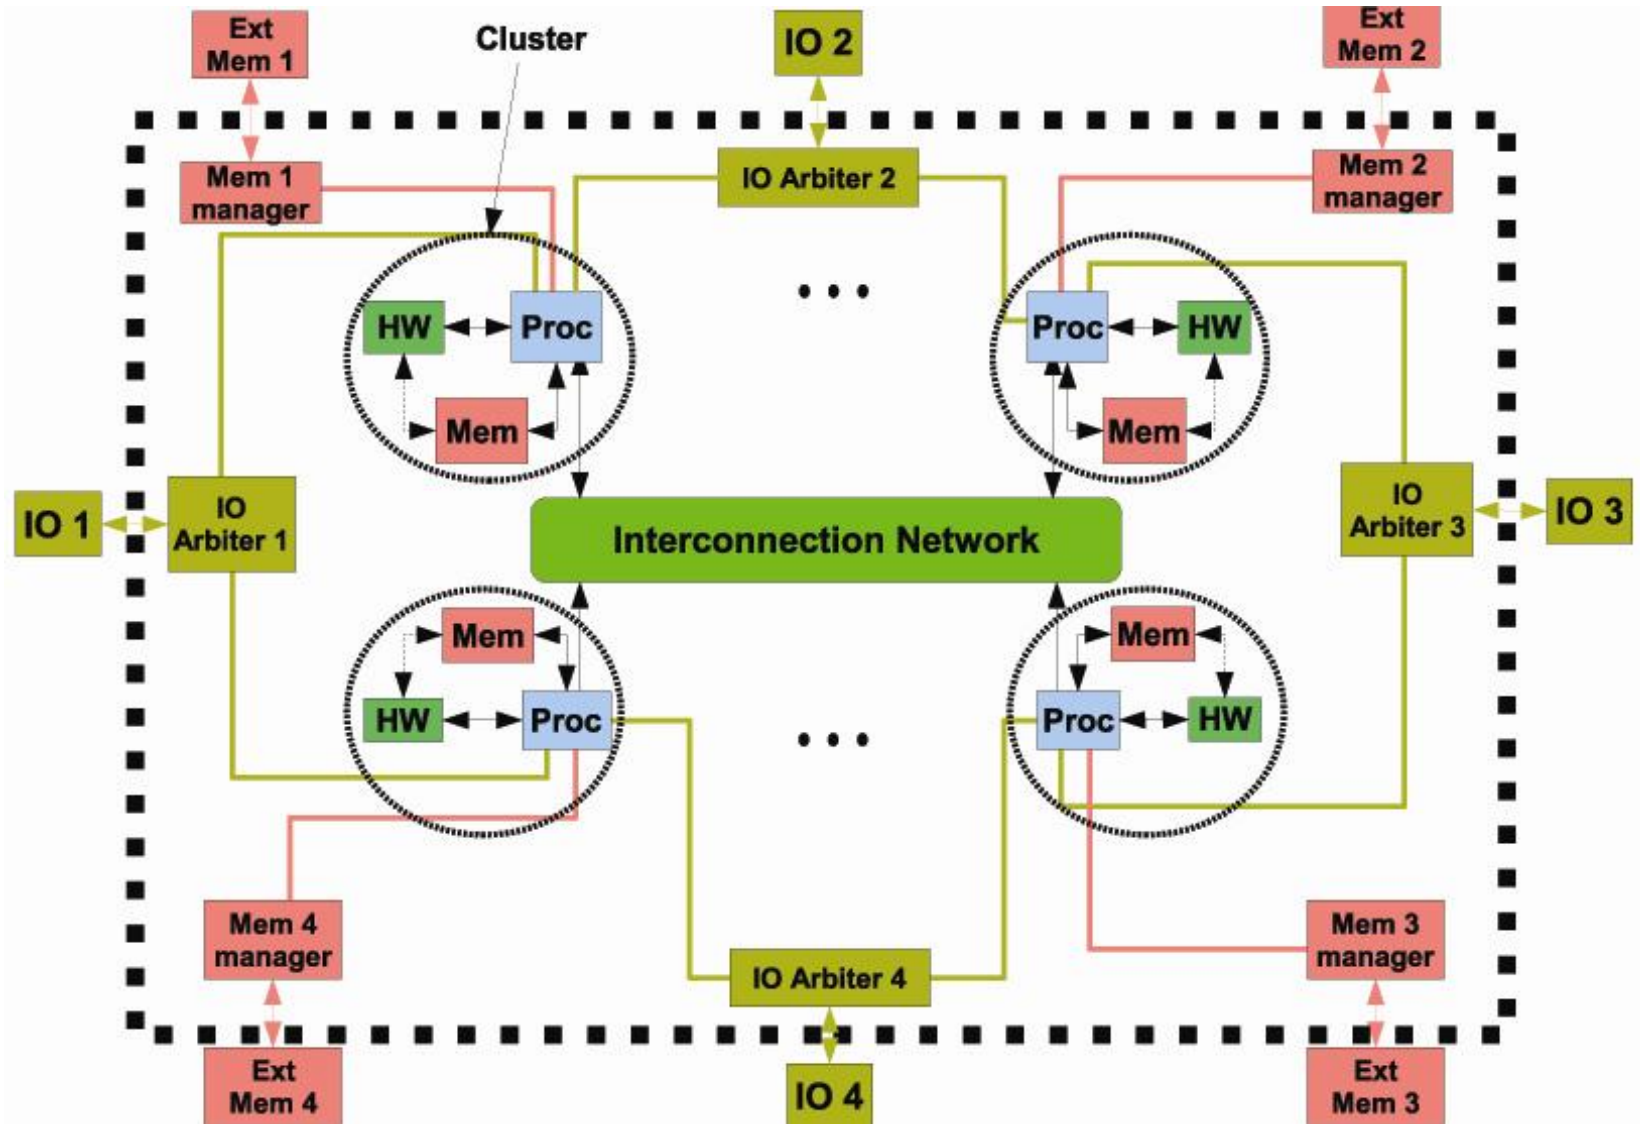 Ext
Mem 1
Cluster
IO 2
Ext
Mem 2
Mem 1
manager
IO Arbiter 2
Mem 2
manager
HW
Proc
Proc
HW
Mem
Mem
IO 1
IO
Arbiter 1
Interconnection Network
IO
Arbiter 3
IO 3
Mem
Mem
HW
Proc
Proc
HW
Mem 4
manager
IO Arbiter 4
Mem 3
manager
Ext
Mem 4
IO 4
Ext
Mem 3